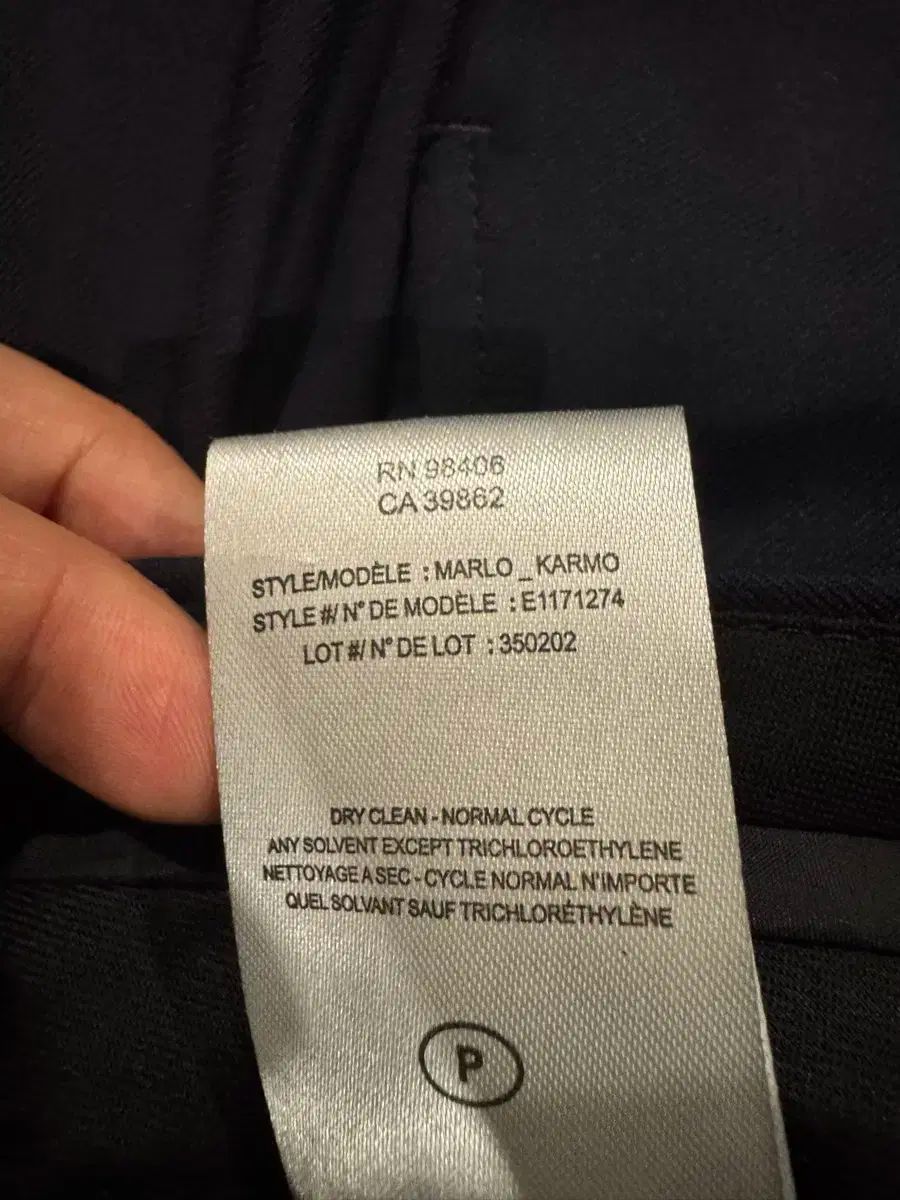 RN 98406
CA 39862
STYLE/MODÈLE : MARLO _ KARMO
STYLE #/ N° DE MODÈLE : E1171274
LOT #/ N° DE LOT : 350202
DRY CLEAN - NORMAL CYCLE
ANY SOLVENT EXCEPT TRICHLOROETHYLENE
NETTOYAGE A SEC - CYCLE NORMAL N'IMPORTE
QUEL SOLVANT SAUF TRICHLORÉTHYLÈNE
P